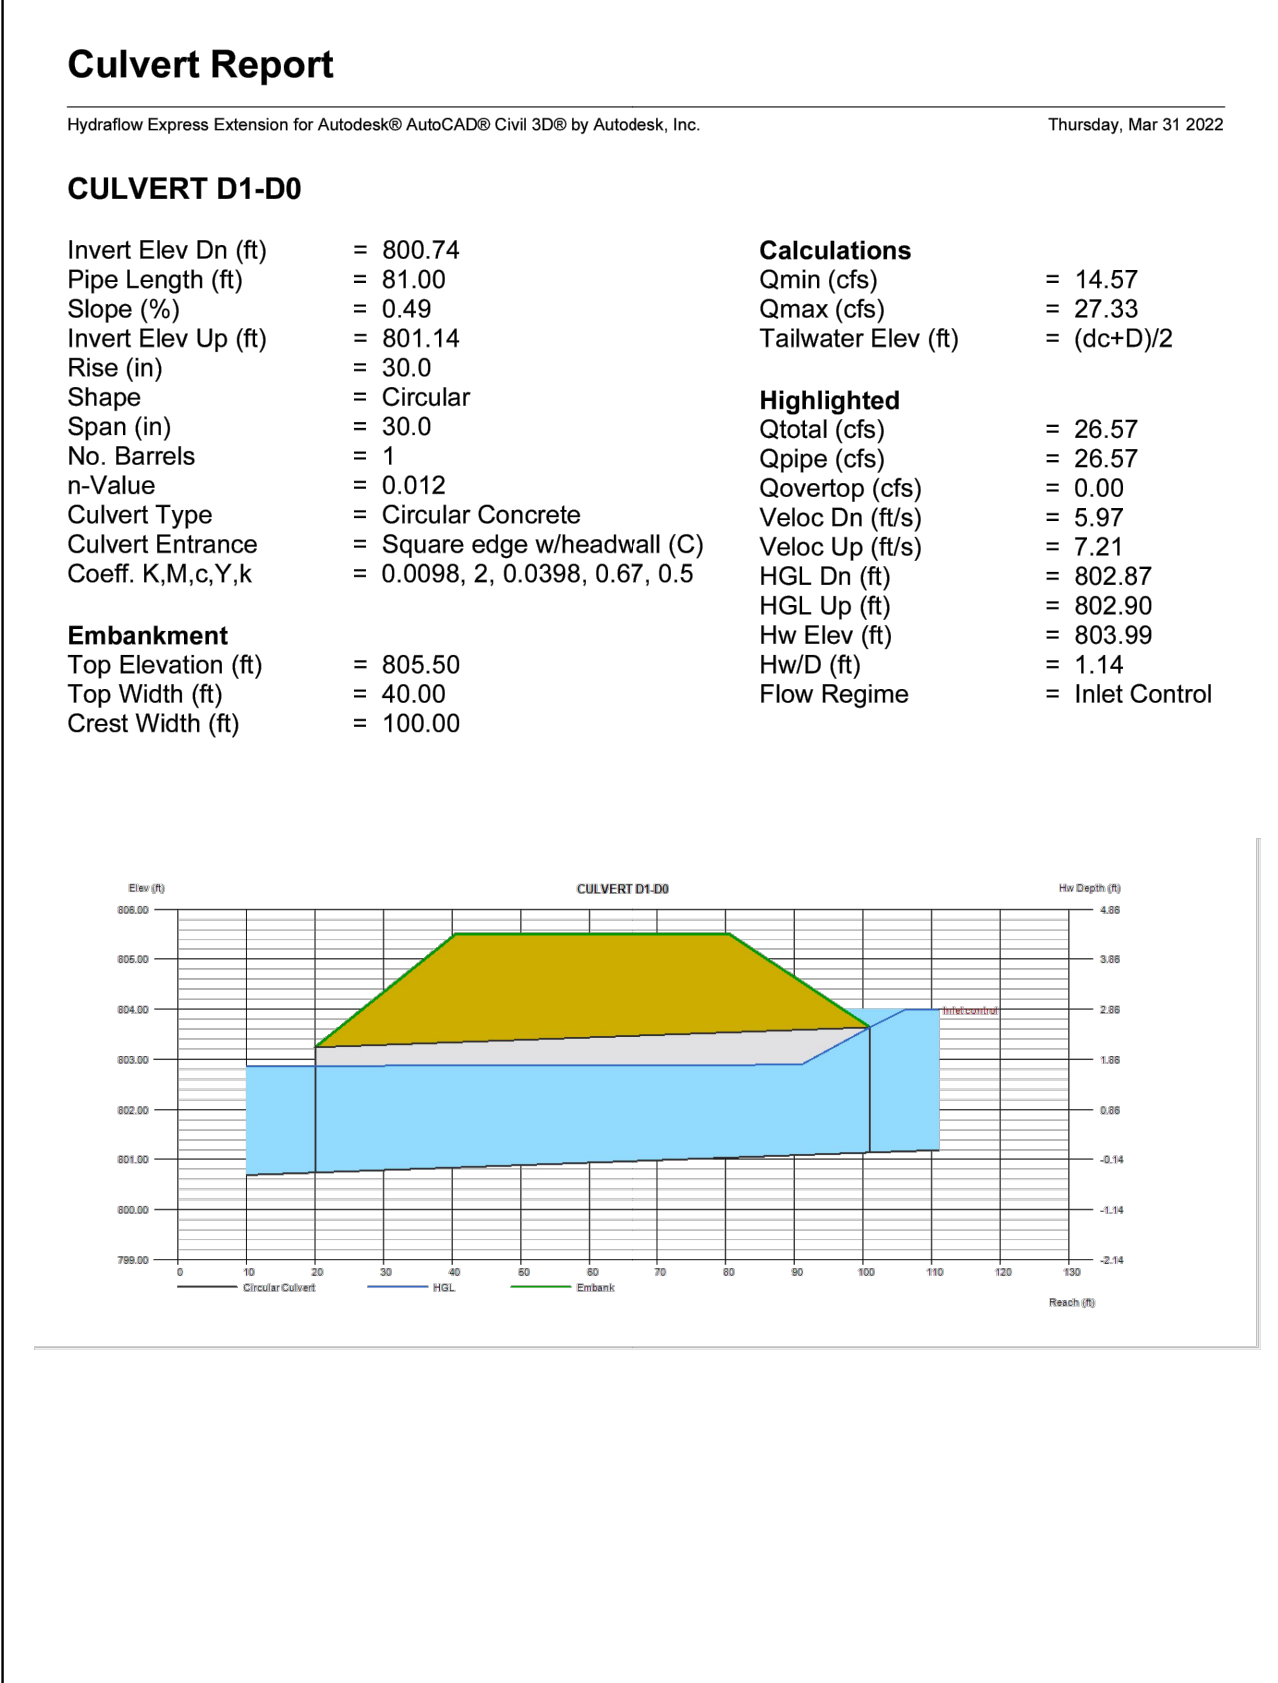 Culvert Report
Hydraflow Express Extension for Autodesk® AutoCAD® Civil 3D® by Autodesk, Inc.
Thursday, Mar 31 2022
CULVERT D1-D0
Invert Elev Dn (ft) = 800.74
Pipe Length (ft) = 81.00
Slope (%) = 0.49
Invert Elev Up (ft) = 801.14
Rise (in) = 30.0
Shape = Circular
Span (in) = 30.0
No. Barrels = 1
n-Value = 0.012
Culvert Type = Circular Concrete
Culvert Entrance = Square edge w/headwall (C)
Coeff. K,M,c,Y,k = 0.0098, 2, 0.0398, 0.67, 0.5
Embankment
Top Elevation (ft) = 805.50
Top Width (ft) = 40.00
Crest Width (ft) = 100.00
Calculations
Qmin (cfs) = 14.57
Qmax (cfs) = 27.33
Tailwater Elev (ft) = (dc+D)/2
Highlighted
Qtotal (cfs) = 26.57
Qpipe (cfs) = 26.57
Qovertop (cfs) = 0.00
Veloc Dn (ft/s) = 5.97
Veloc Up (ft/s) = 7.21
HGL Dn (ft) = 802.87
HGL Up (ft) = 802.90
Hw Elev (ft) = 803.99
Hw/D (ft) = 1.14
Flow Regime = Inlet Control
Elev (ft)
CULVERT D1-D0
Hw Depth (ft)
806.00
4.86
805.00
3.86
804.00
Inlet control
2.86
803.00
1.86
802.00
0.86
801.00
-0.14
800.00
-1.14
799.00
-2.14
0 10 20 30 40 50 60 70 80 90 100 110 120 130
Circular Culvert
HGL
Embank
Reach (ft)